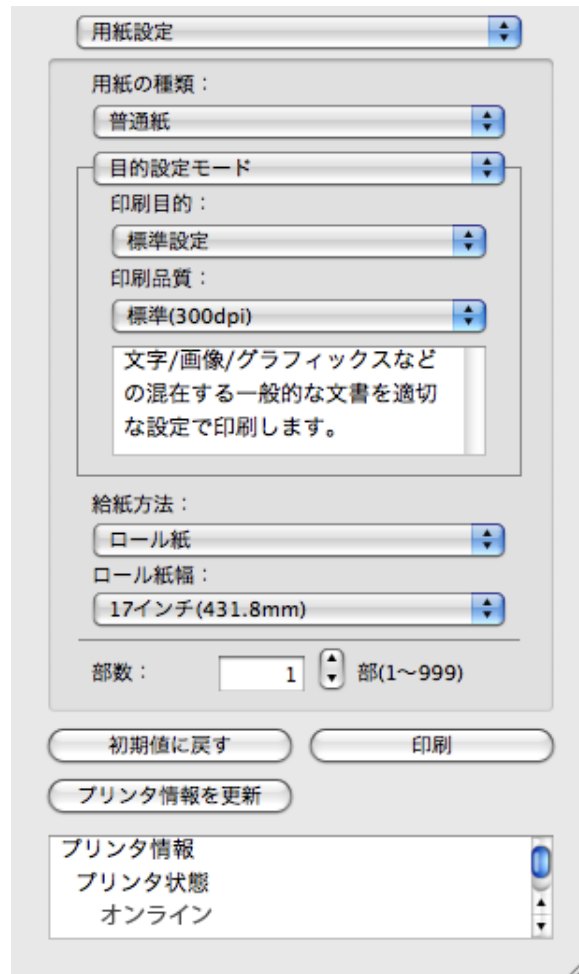 用紙設定
用紙の種類：
普通紙
目的設定モード
印刷目的：
標準設定
印刷品質：
標準(300dpi)
文字/画像/グラフィックスなど
の混在する一般的な文書を適切
な設定で印刷します。
給紙方法：
ロール紙
ロール紙幅：
17インチ(431.8mm)
部数： 1 部(1～999)
初期値に戻す 印刷
プリンタ情報を更新
プリンタ情報
プリンタ状態
オンライン